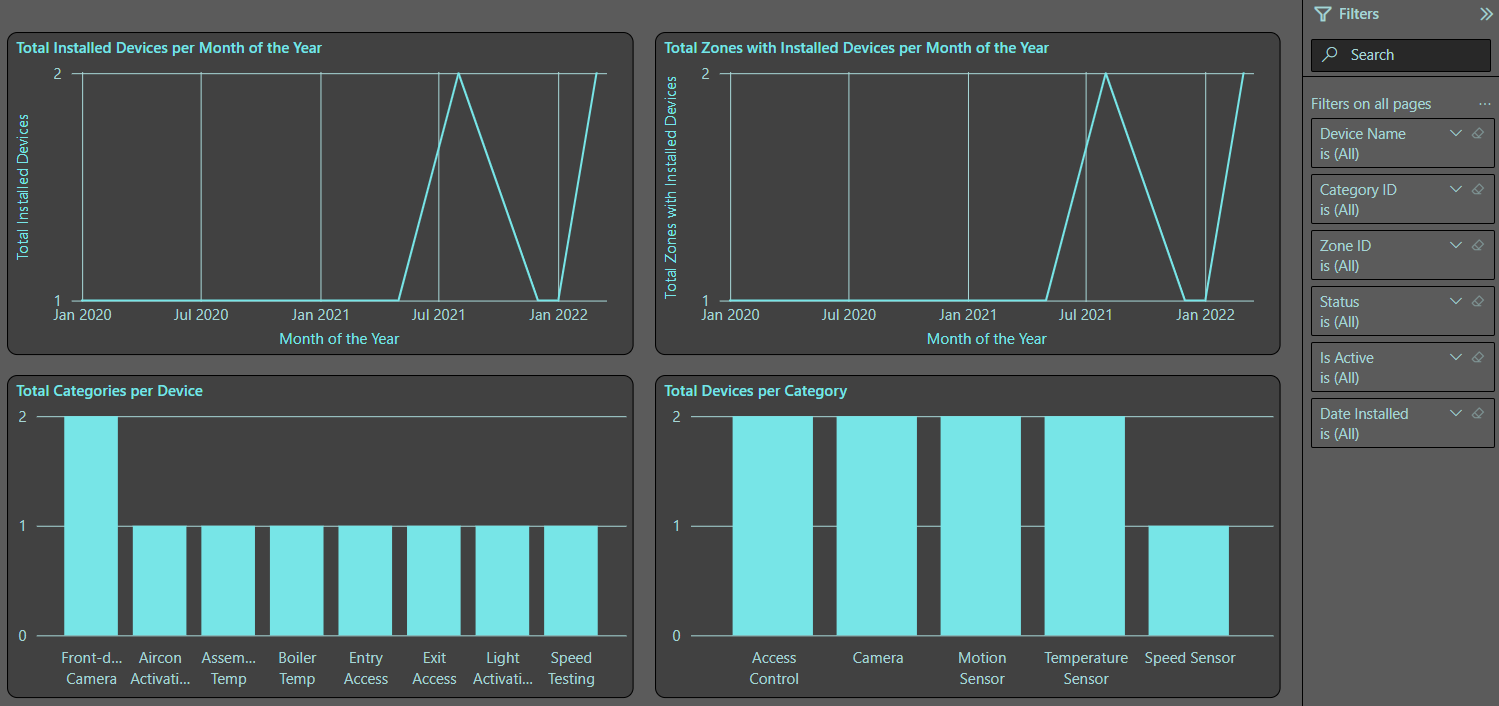 Total Installed Devices per Month of the Year
2
1
Total Installed Devices
Jan 2020 Jul 2020 Jan 2021 Jul 2021 Jan 2022
Month of the Year
Total Zones with Installed Devices per Month of the Year
2
1
Total Zones with Installed Devices
Jan 2020 Jul 2020 Jan 2021 Jul 2021 Jan 2022
Month of the Year
Total Categories per Device
2
1
0
Front-d... Aircon Assem... Boiler Entry Exit Light Speed
Camera Activati... Temp Temp Access Access Activati... Testing
Total Devices per Category
2
1
0
Access Camera Motion Temperature Speed Sensor
Control Sensor Sensor
Filters
Search
Filters on all pages ...
Device Name
is (All)
Category ID
is (All)
Zone ID
is (All)
Status
is (All)
Is Active
is (All)
Date Installed
is (All)